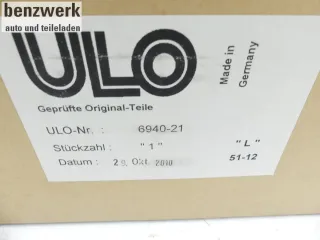 benzwerk
auto und teileladen
ULO
Made in
Germany
Geprüfte Original-Teile
ULO-Nr. : 6940-21
Stückzahl : " 1 " " L "
Datum : 28. Okt. 2010 51-12